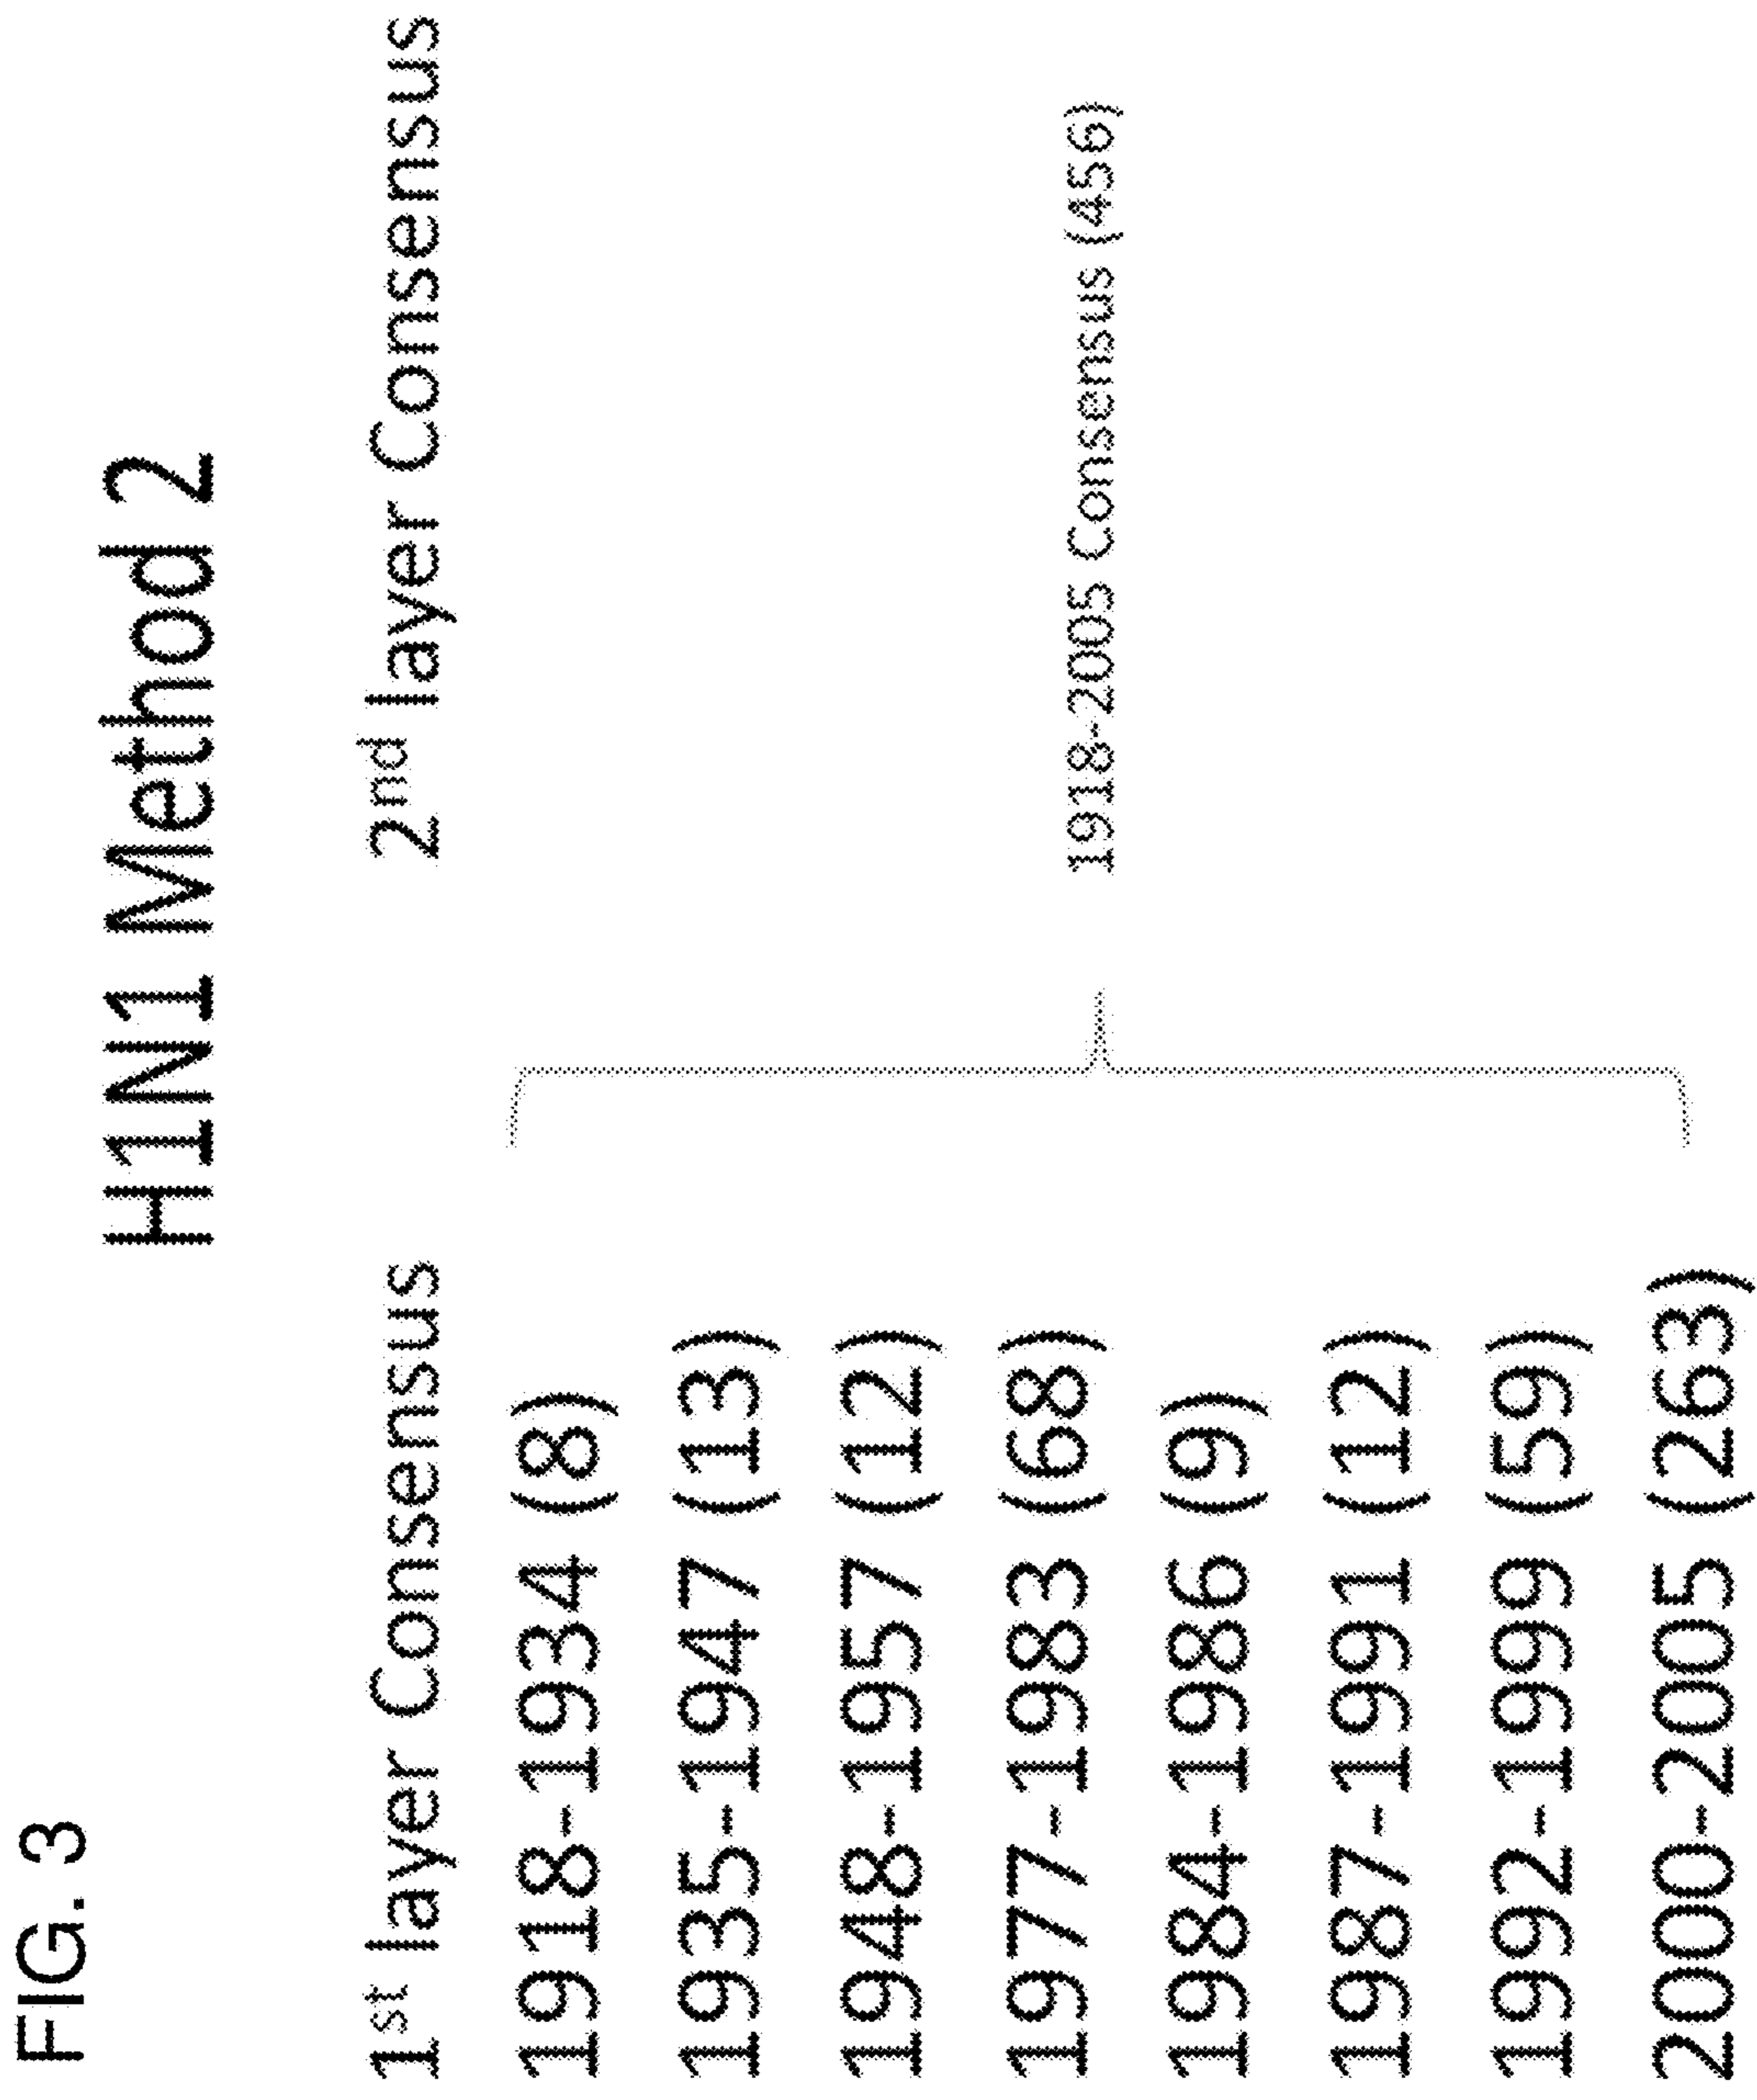 FIG. 3
H1N1 Method 2
1st layer Consensus
2nd layer Consensus
1918-1934 (8)
1935-1947 (13)
1948-1957 (12)
1977-1983 (68)
1984-1986 (9)
1987-1991 (12)
1992-1999 (59)
2000-2005 (263)
1918-2005 Consensus (456)